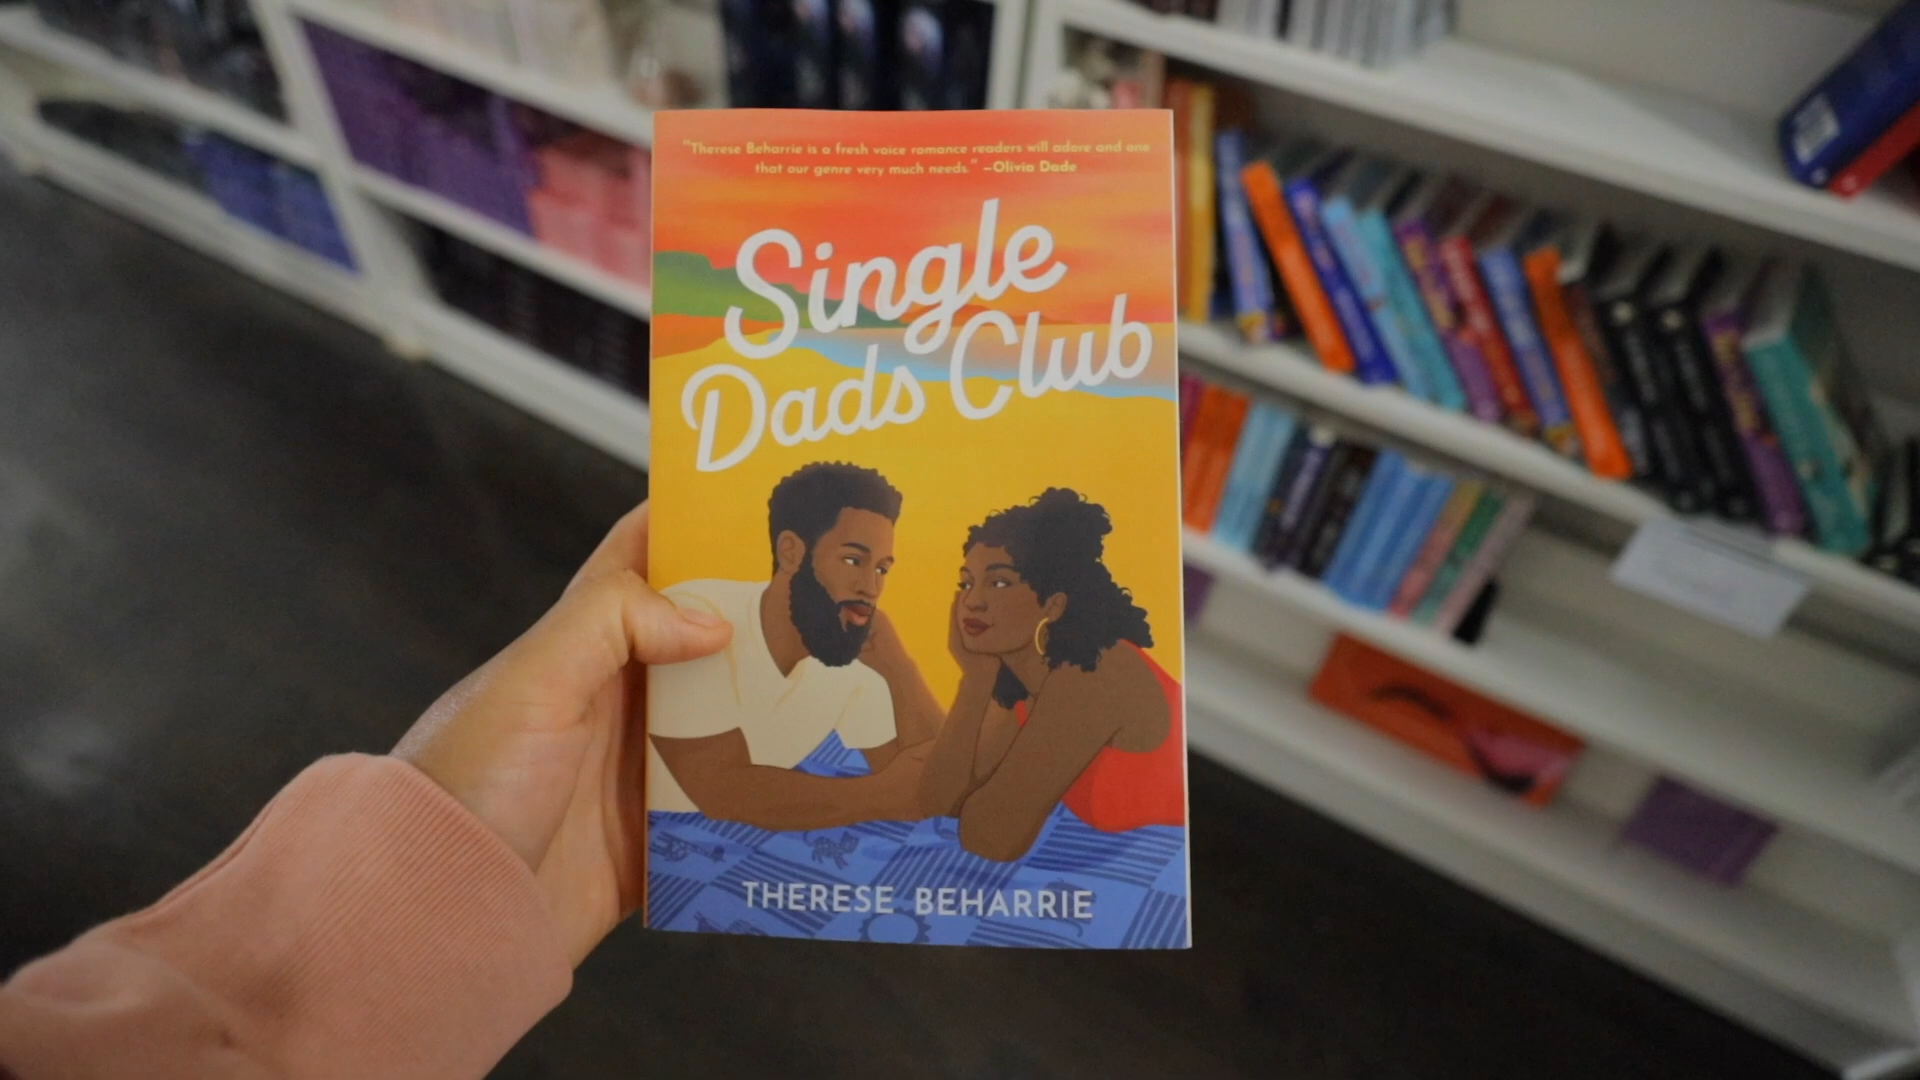 "Therese Beharrie is a fresh voice romance readers will adore and one
that our genre very much needs." —Olivia Dade
Single
Dads Club
THERESE BEHARRIE